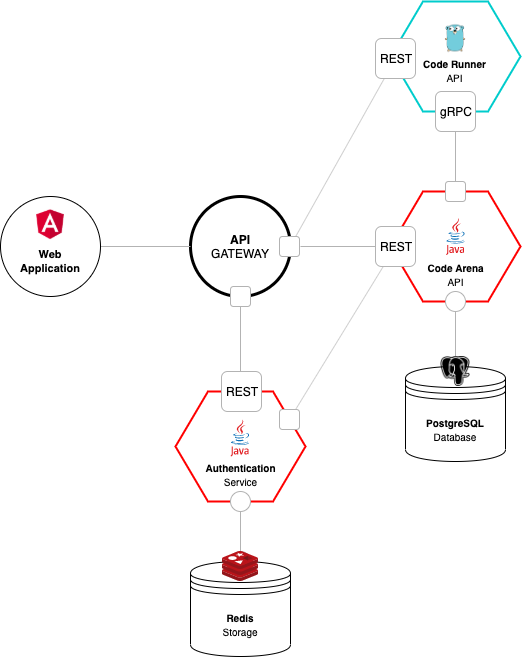 REST
Code Runner
API
gRPC
Web
Application
API
GATEWAY
REST
Java
Code Arena
API
REST
Java
Authentication
Service
PostgreSQL
Database
Redis
Storage